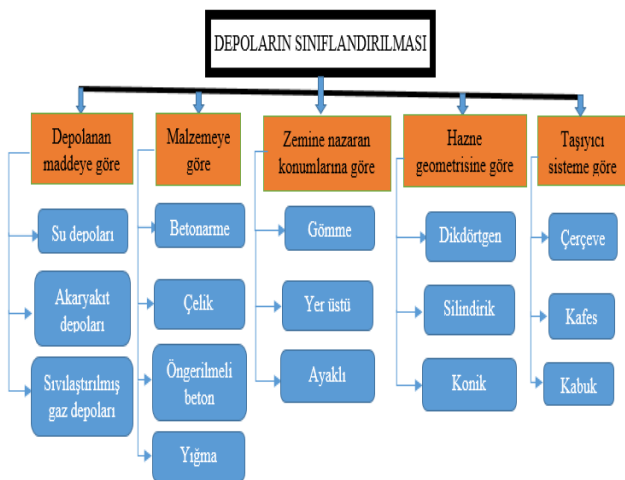 DEPOLARIN SINIFLANDIRILMASI
Depolanan
maddeye göre
Su depoları
Akaryakıt
depoları
Sıvılaştırılmış
gaz depoları
Malzemeye
göre
Betonarme
Çelik
Öngerilmeli
beton
Yığma
Zemine nazaran
konumlarına göre
Gömme
Yer üstü
Ayaklı
Hazne
geometrisine göre
Dikdörtgen
Silindirik
Konik
Taşıyıcı
sisteme göre
Çerçeve
Kafes
Kabuk